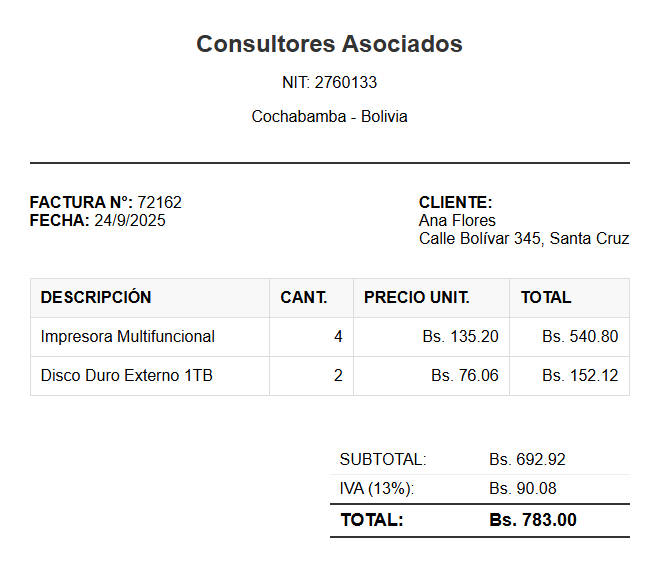 Consultores Asociados
NIT: 2760133
Cochabamba - Bolivia
FACTURA N°: 72162
FECHA: 24/9/2025
CLIENTE:
Ana Flores
Calle Bolívar 345, Santa Cruz
DESCRIPCIÓN CANT. PRECIO UNIT. TOTAL
Impresora Multifuncional 4 Bs. 135.20 Bs. 540.80
Disco Duro Externo 1TB 2 Bs. 76.06 Bs. 152.12
SUBTOTAL: Bs. 692.92
IVA (13%): Bs. 90.08
TOTAL: Bs. 783.00